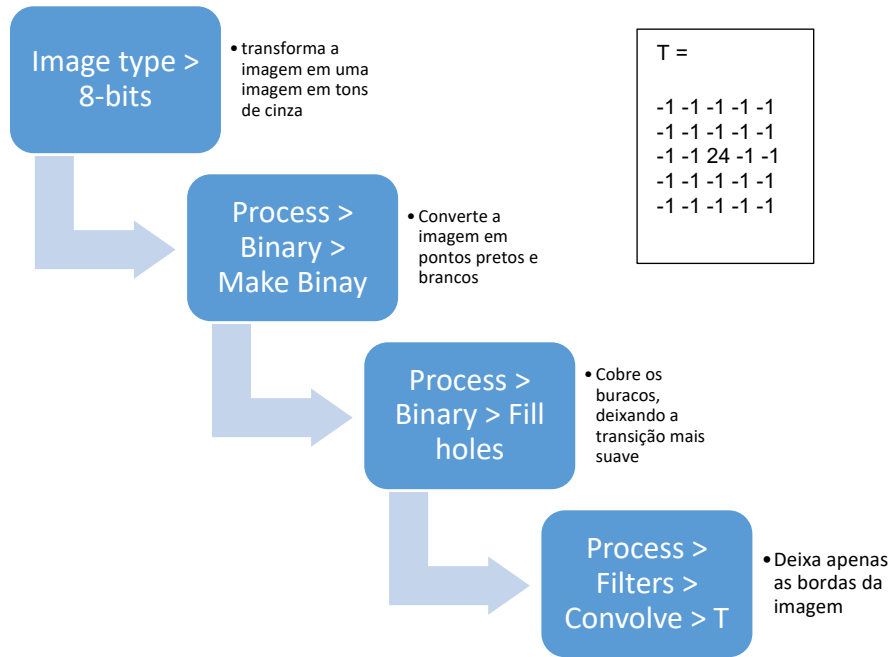 Image type >
8-bits
• transforma a
imagem em uma
imagem em tons
de cinza
T =
-1 -1 -1 -1 -1
-1 -1 -1 -1 -1
-1 -1 24 -1 -1
-1 -1 -1 -1 -1
-1 -1 -1 -1 -1
Process >
Binary >
Make Binay
• Converte a
imagem em
pontos pretos e
brancos
Process >
Binary > Fill
holes
• Cobre os
buracos,
deixando a
transição mais
suave
Process >
Filters >
Convolve > T
• Deixa apenas
as bordas da
imagem